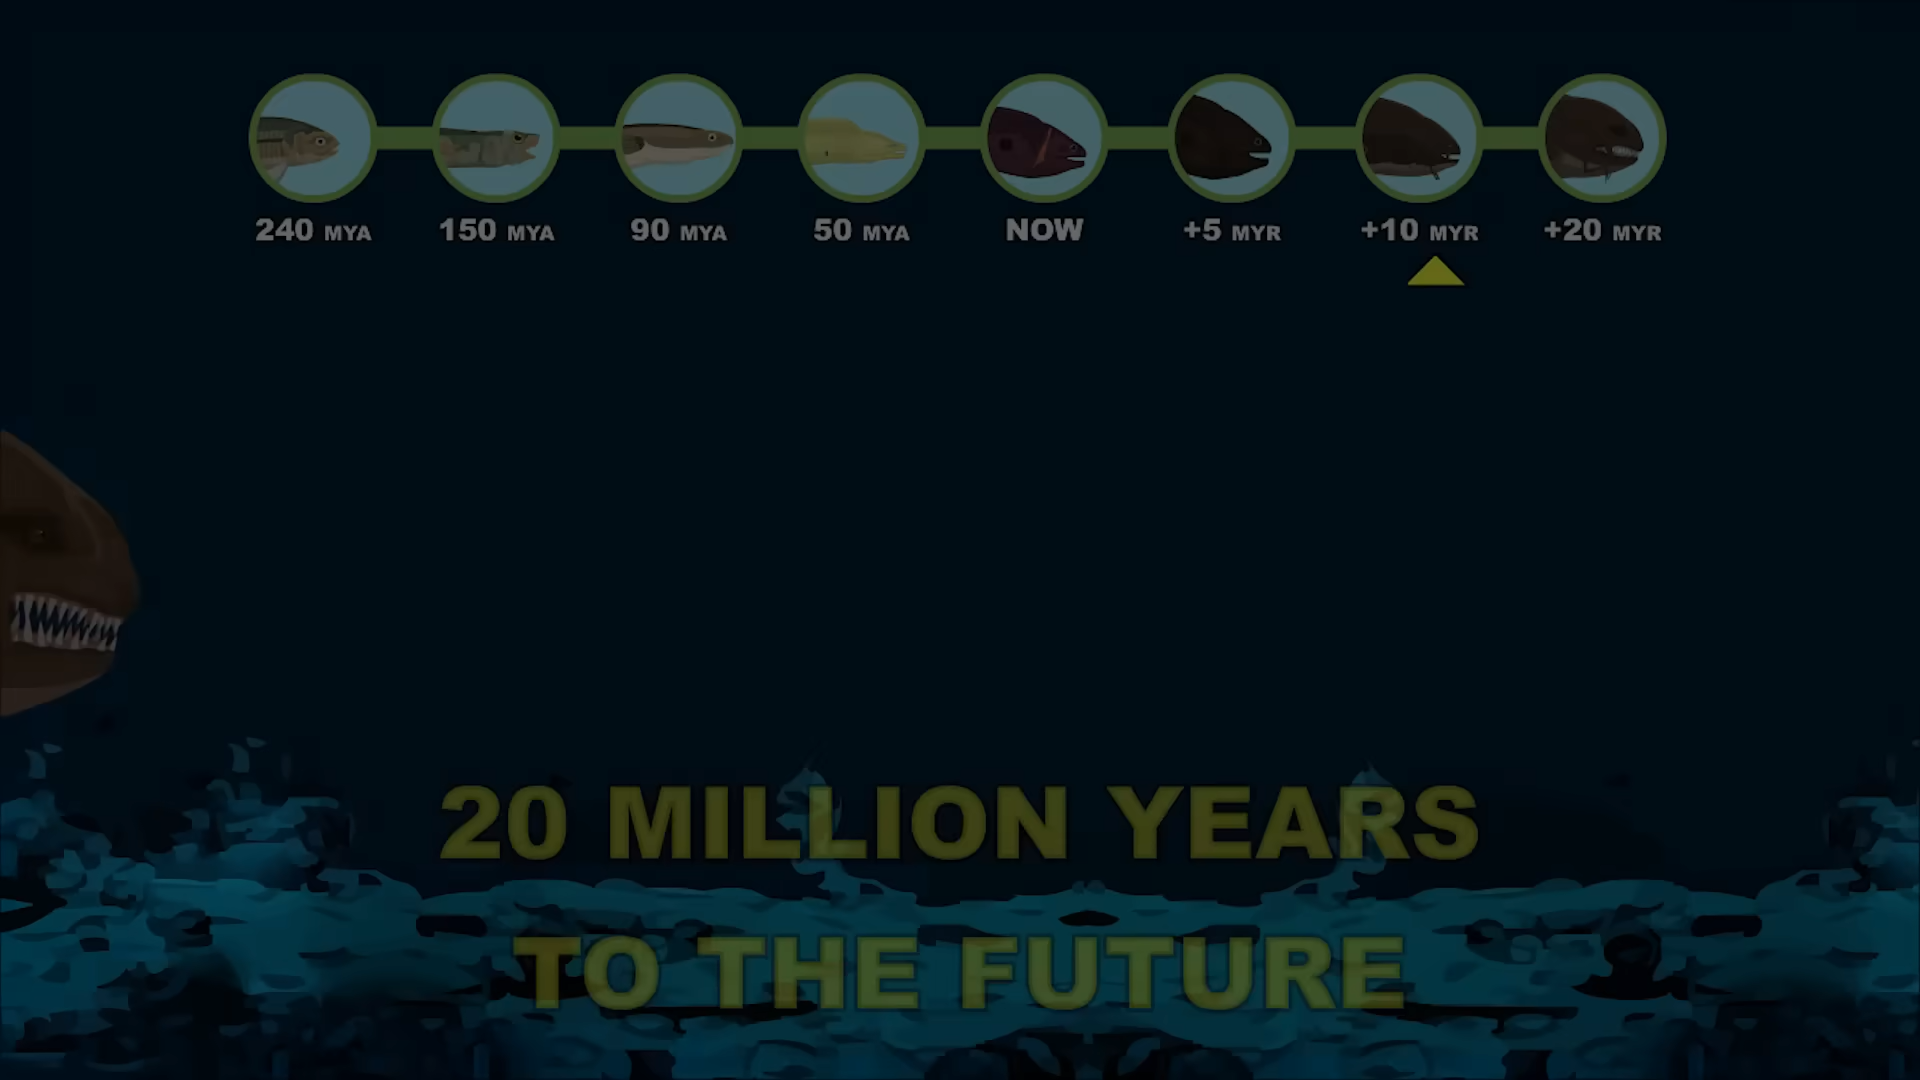 240 MYA
150 MYA
90 MYA
50 MYA
NOW
+5 MYR
+10 MYR
+20 MYR
20 MILLION YEARS
TO THE FUTURE